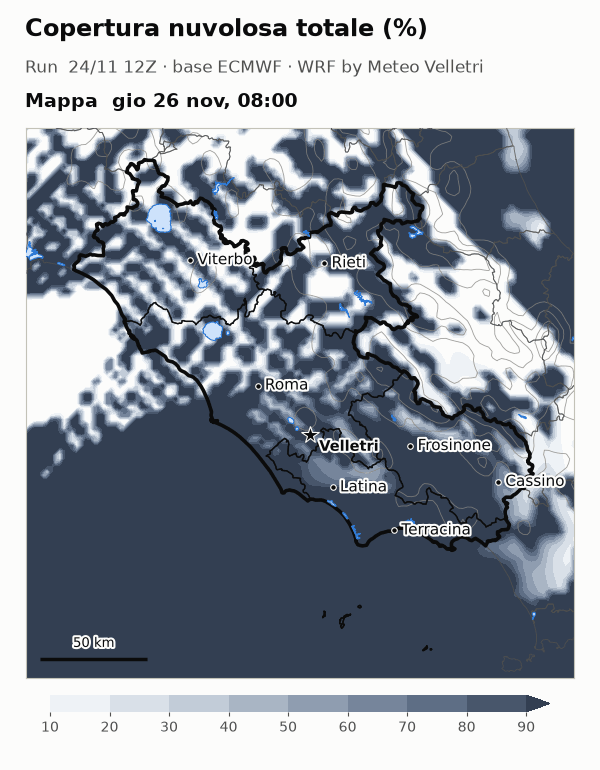 Copertura nuvolosa totale (%)
Run  24/11 12Z · base ECMWF · WRF by Meteo Velletri
Mappa  gio 26 nov, 08:00
Viterbo
Rieti
Roma
Velletri
Frosinone
Latina
Cassino
Terracina
50 km
10 20 30 40 50 60 70 80 90